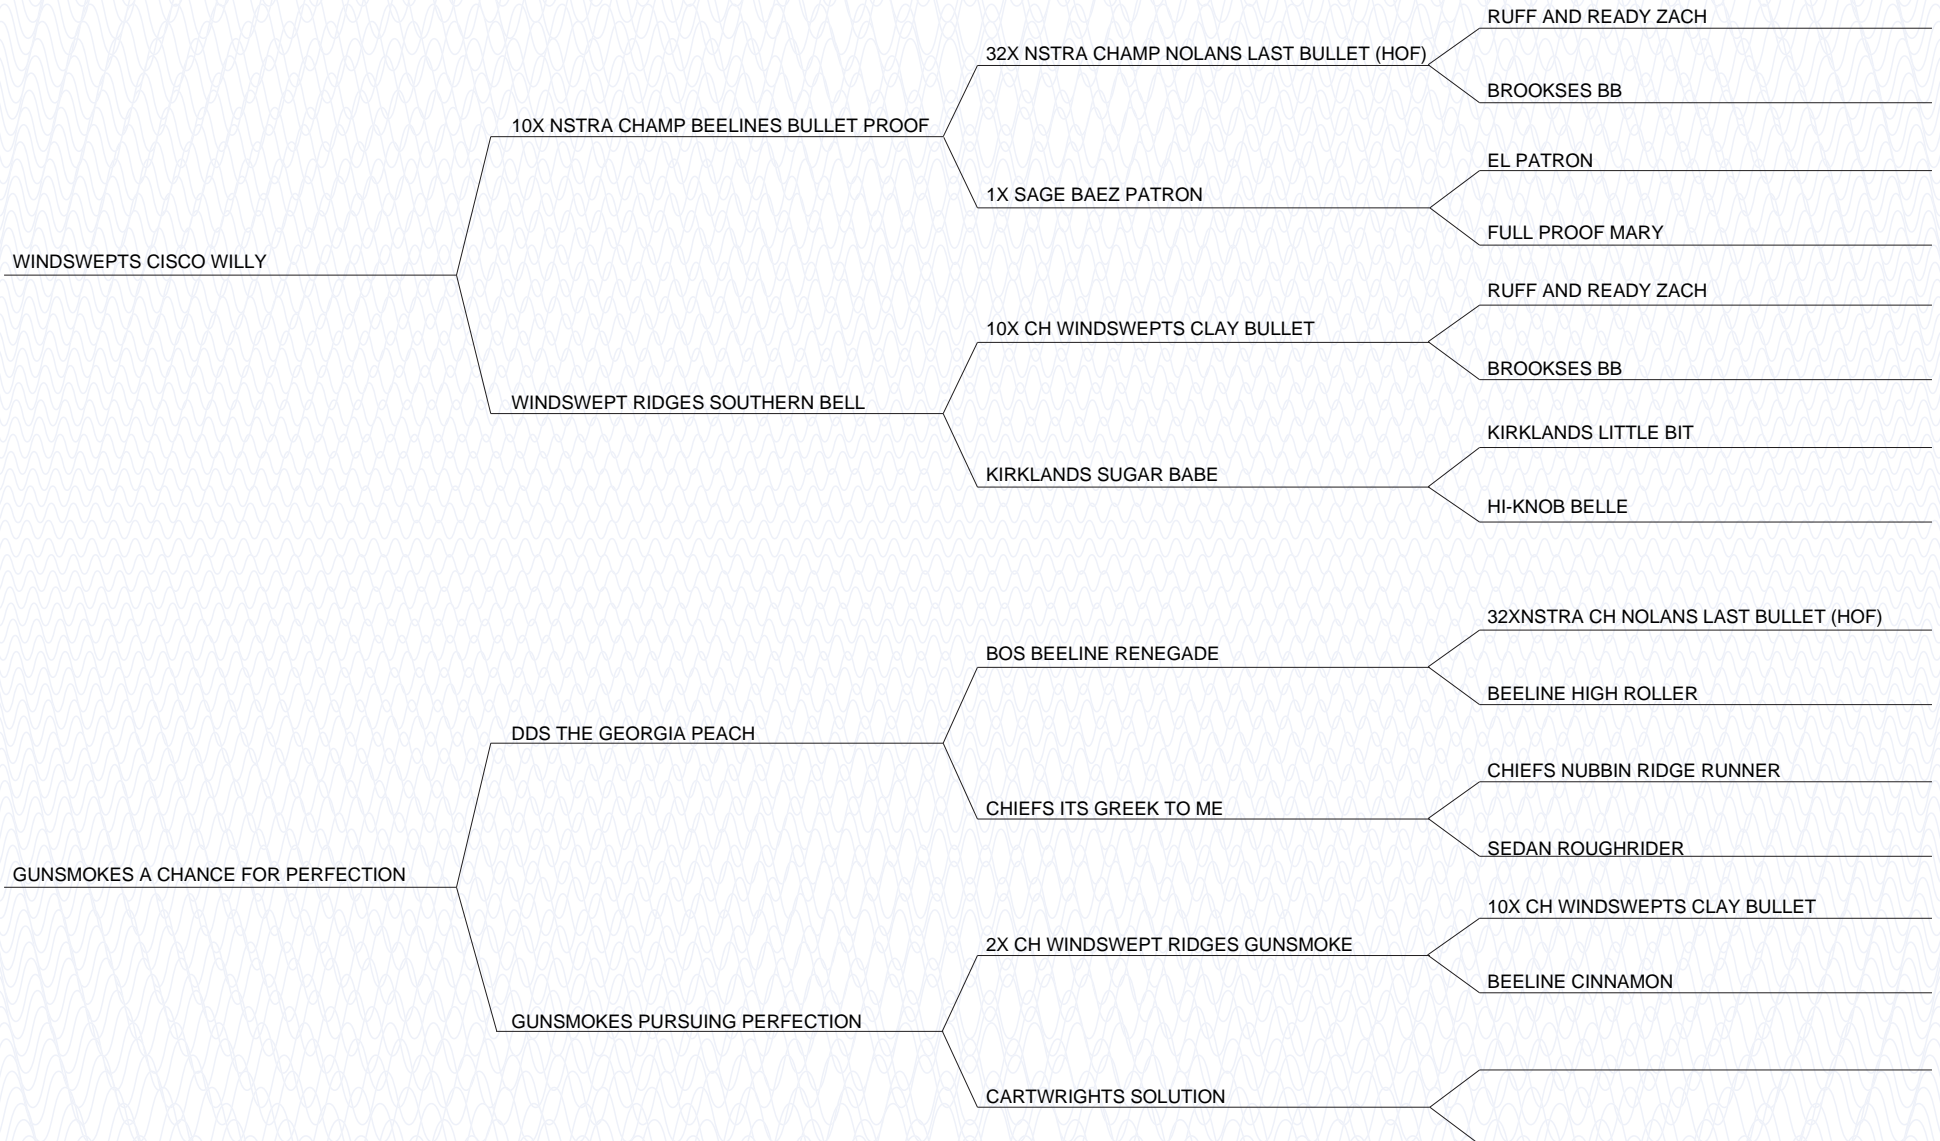 RUFF AND READY ZACH
32X NSTRA CHAMP NOLANS LAST BULLET (HOF)
BROOKSES BB
10X NSTRA CHAMP BEELINES BULLET PROOF
EL PATRON
1X SAGE BAEZ PATRON
FULL PROOF MARY
WINDSWEPTS CISCO WILLY
RUFF AND READY ZACH
10X CH WINDSWEPTS CLAY BULLET
BROOKSES BB
WINDSWEPT RIDGES SOUTHERN BELL
KIRKLANDS LITTLE BIT
KIRKLANDS SUGAR BABE
HI-KNOB BELLE
32XNSTRA CH NOLANS LAST BULLET (HOF)
BOS BEELINE RENEGADE
BEELINE HIGH ROLLER
DDS THE GEORGIA PEACH
CHIEFS NUBBIN RIDGE RUNNER
CHIEFS ITS GREEK TO ME
SEDAN ROUGHRIDER
GUNSMOKES A CHANCE FOR PERFECTION
10X CH WINDSWEPTS CLAY BULLET
2X CH WINDSWEPT RIDGES GUNSMOKE
BEELINE CINNAMON
GUNSMOKES PURSUING PERFECTION
CARTWRIGHTS SOLUTION